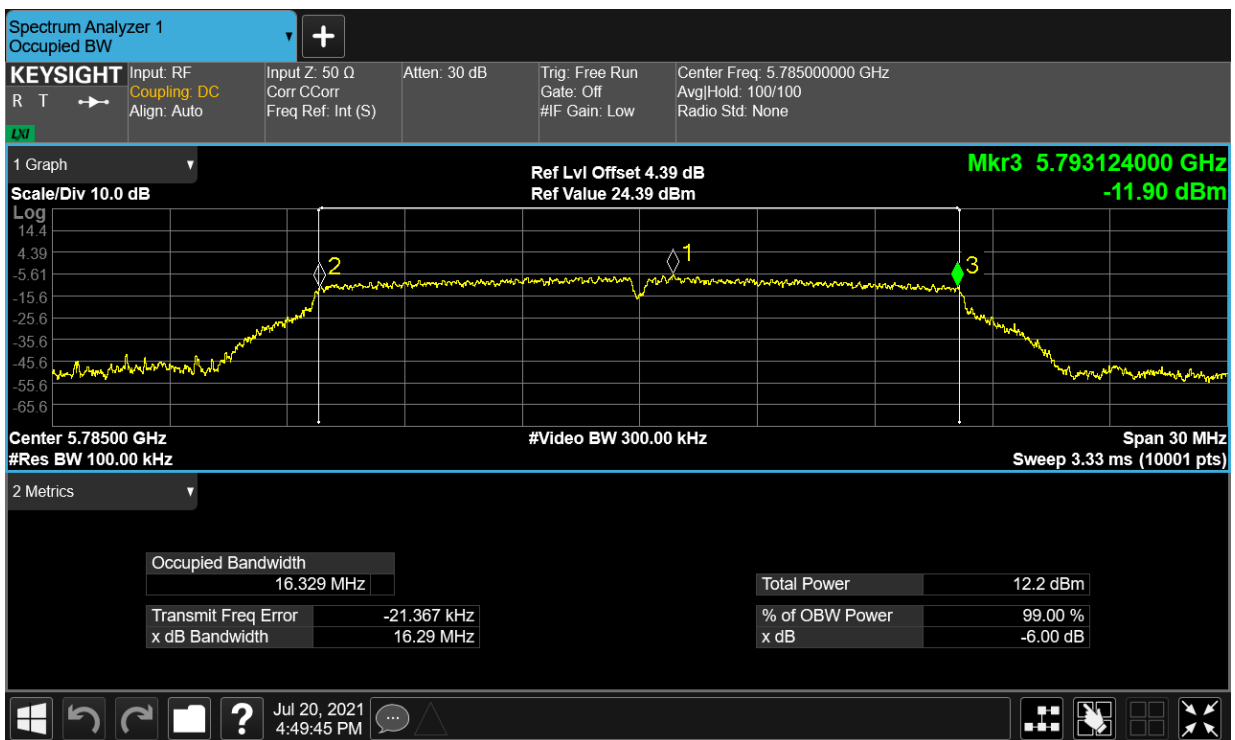 Spectrum Analyzer 1
Occupied BW
+
KEYSIGHT
R T
LXI
Input: RF
Coupling: DC
Align: Auto
Input Z: 50 Ω
Corr CCorr
Freq Ref: Int (S)
Atten: 30 dB
Trig: Free Run
Gate: Off
#IF Gain: Low
Center Freq: 5.785000000 GHz
Avg|Hold: 100/100
Radio Std: None
1 Graph
Scale/Div 10.0 dB
Ref Lvl Offset 4.39 dB
Ref Value 24.39 dBm
Mkr3 5.793124000 GHz
-11.90 dBm
Log
14.4
4.39
-5.61
-15.6
-25.6
-35.6
-45.6
-55.6
-65.6
2
1
3
Center 5.78500 GHz
#Res BW 100.00 kHz
#Video BW 300.00 kHz
Span 30 MHz
Sweep 3.33 ms (10001 pts)
2 Metrics
Occupied Bandwidth
16.329 MHz
Transmit Freq Error -21.367 kHz
x dB Bandwidth 16.29 MHz
Total Power 12.2 dBm
% of OBW Power 99.00 %
x dB -6.00 dB
?
Jul 20, 2021
4:49:45 PM